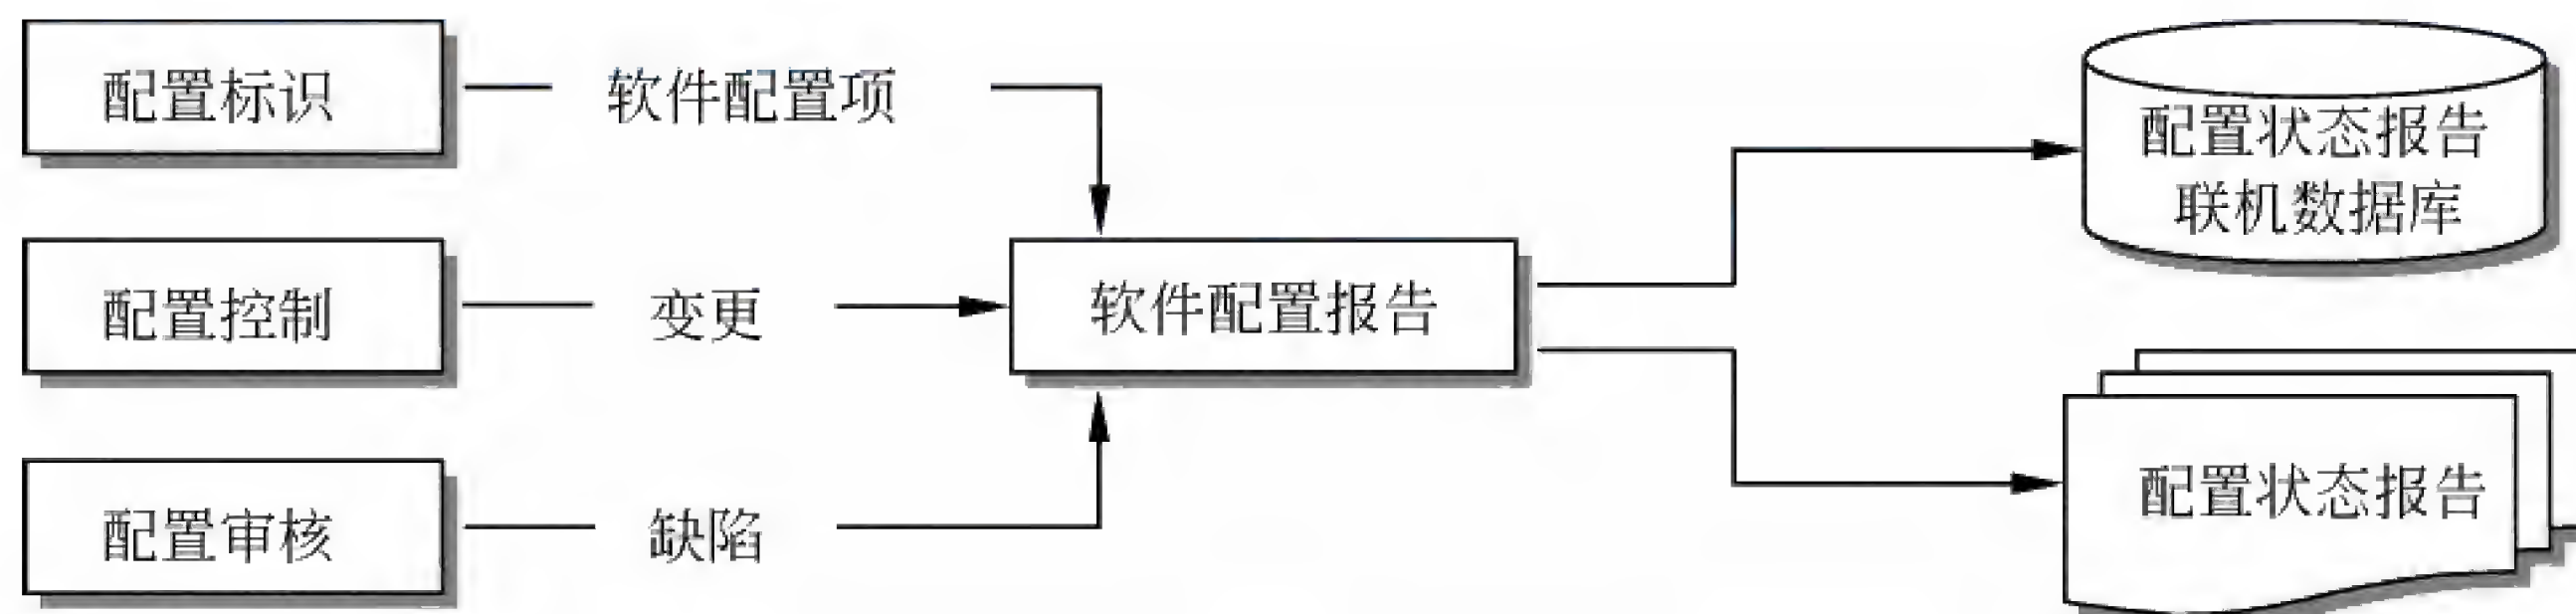 配置标识
软件配置项
配置状态报告
联机数据库
配置控制
变更
软件配置报告
配置审核
缺陷
配置状态报告